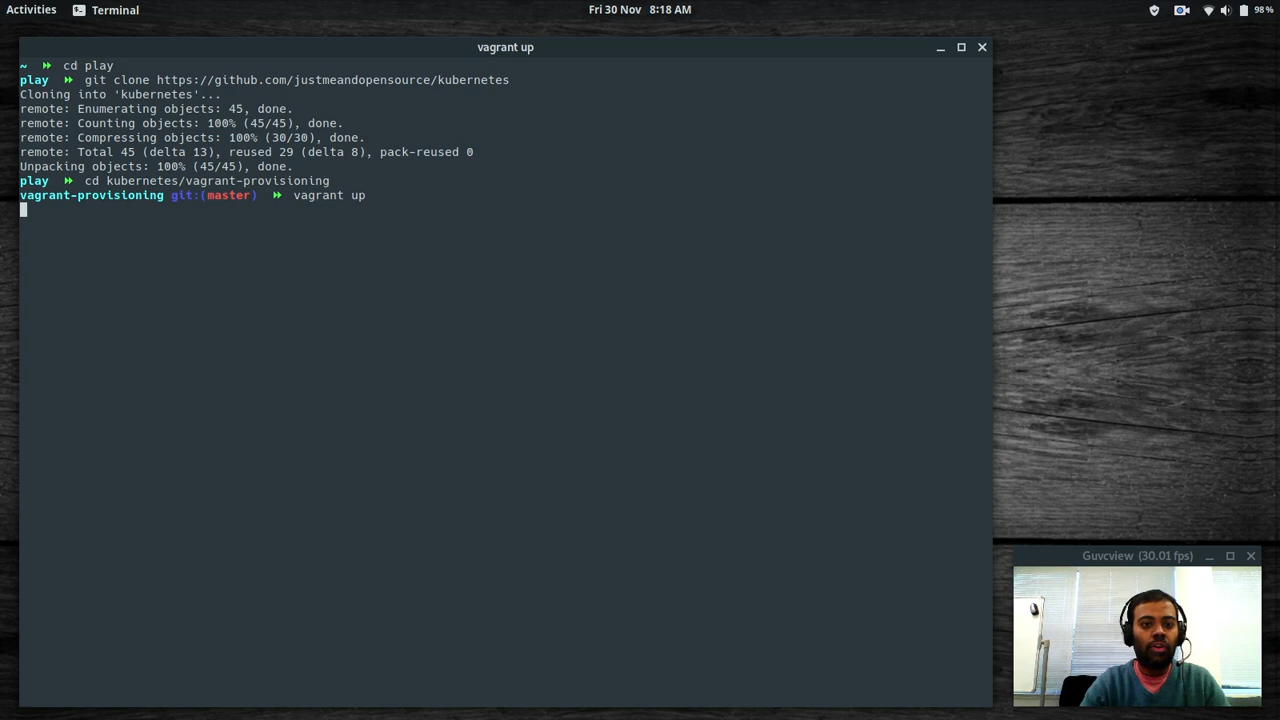 Activities Terminal Fri 30 Nov 8:18 AM 98%
vagrant up
~ cd play
play git clone https://github.com/justmeandopensource/kubernetes
Cloning into 'kubernetes'...
remote: Enumerating objects: 45, done.
remote: Counting objects: 100% (45/45), done.
remote: Compressing objects: 100% (30/30), done.
remote: Total 45 (delta 13), reused 29 (delta 8), pack-reused 0
Unpacking objects: 100% (45/45), done.
play cd kubernetes/vagrant-provisioning
vagrant-provisioning git:(master) vagrant up
Guvcview (30.01 fps)